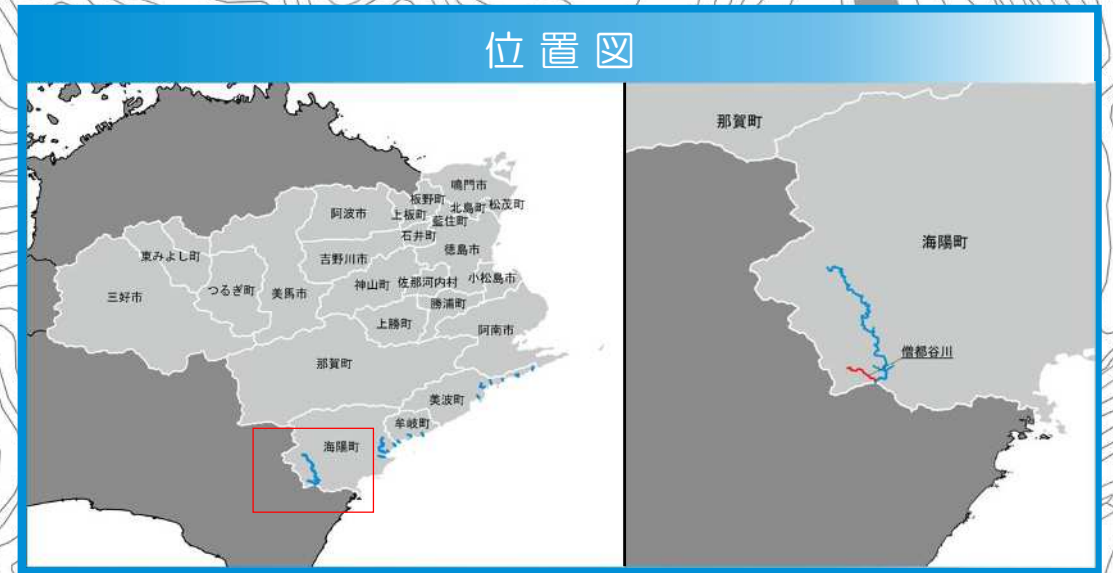 位置図
鳴門市
板野町
松茂町
北島町
上板町
藍住町
阿波市
石井町
徳島市
東みよし町
吉野川市
小松島市
佐那河内村
神山町
つるぎ町
美馬市
三好市
勝浦町
上勝町
阿南市
那賀町
美波町
牟岐町
海陽町
那賀町
海陽町
僧都谷川